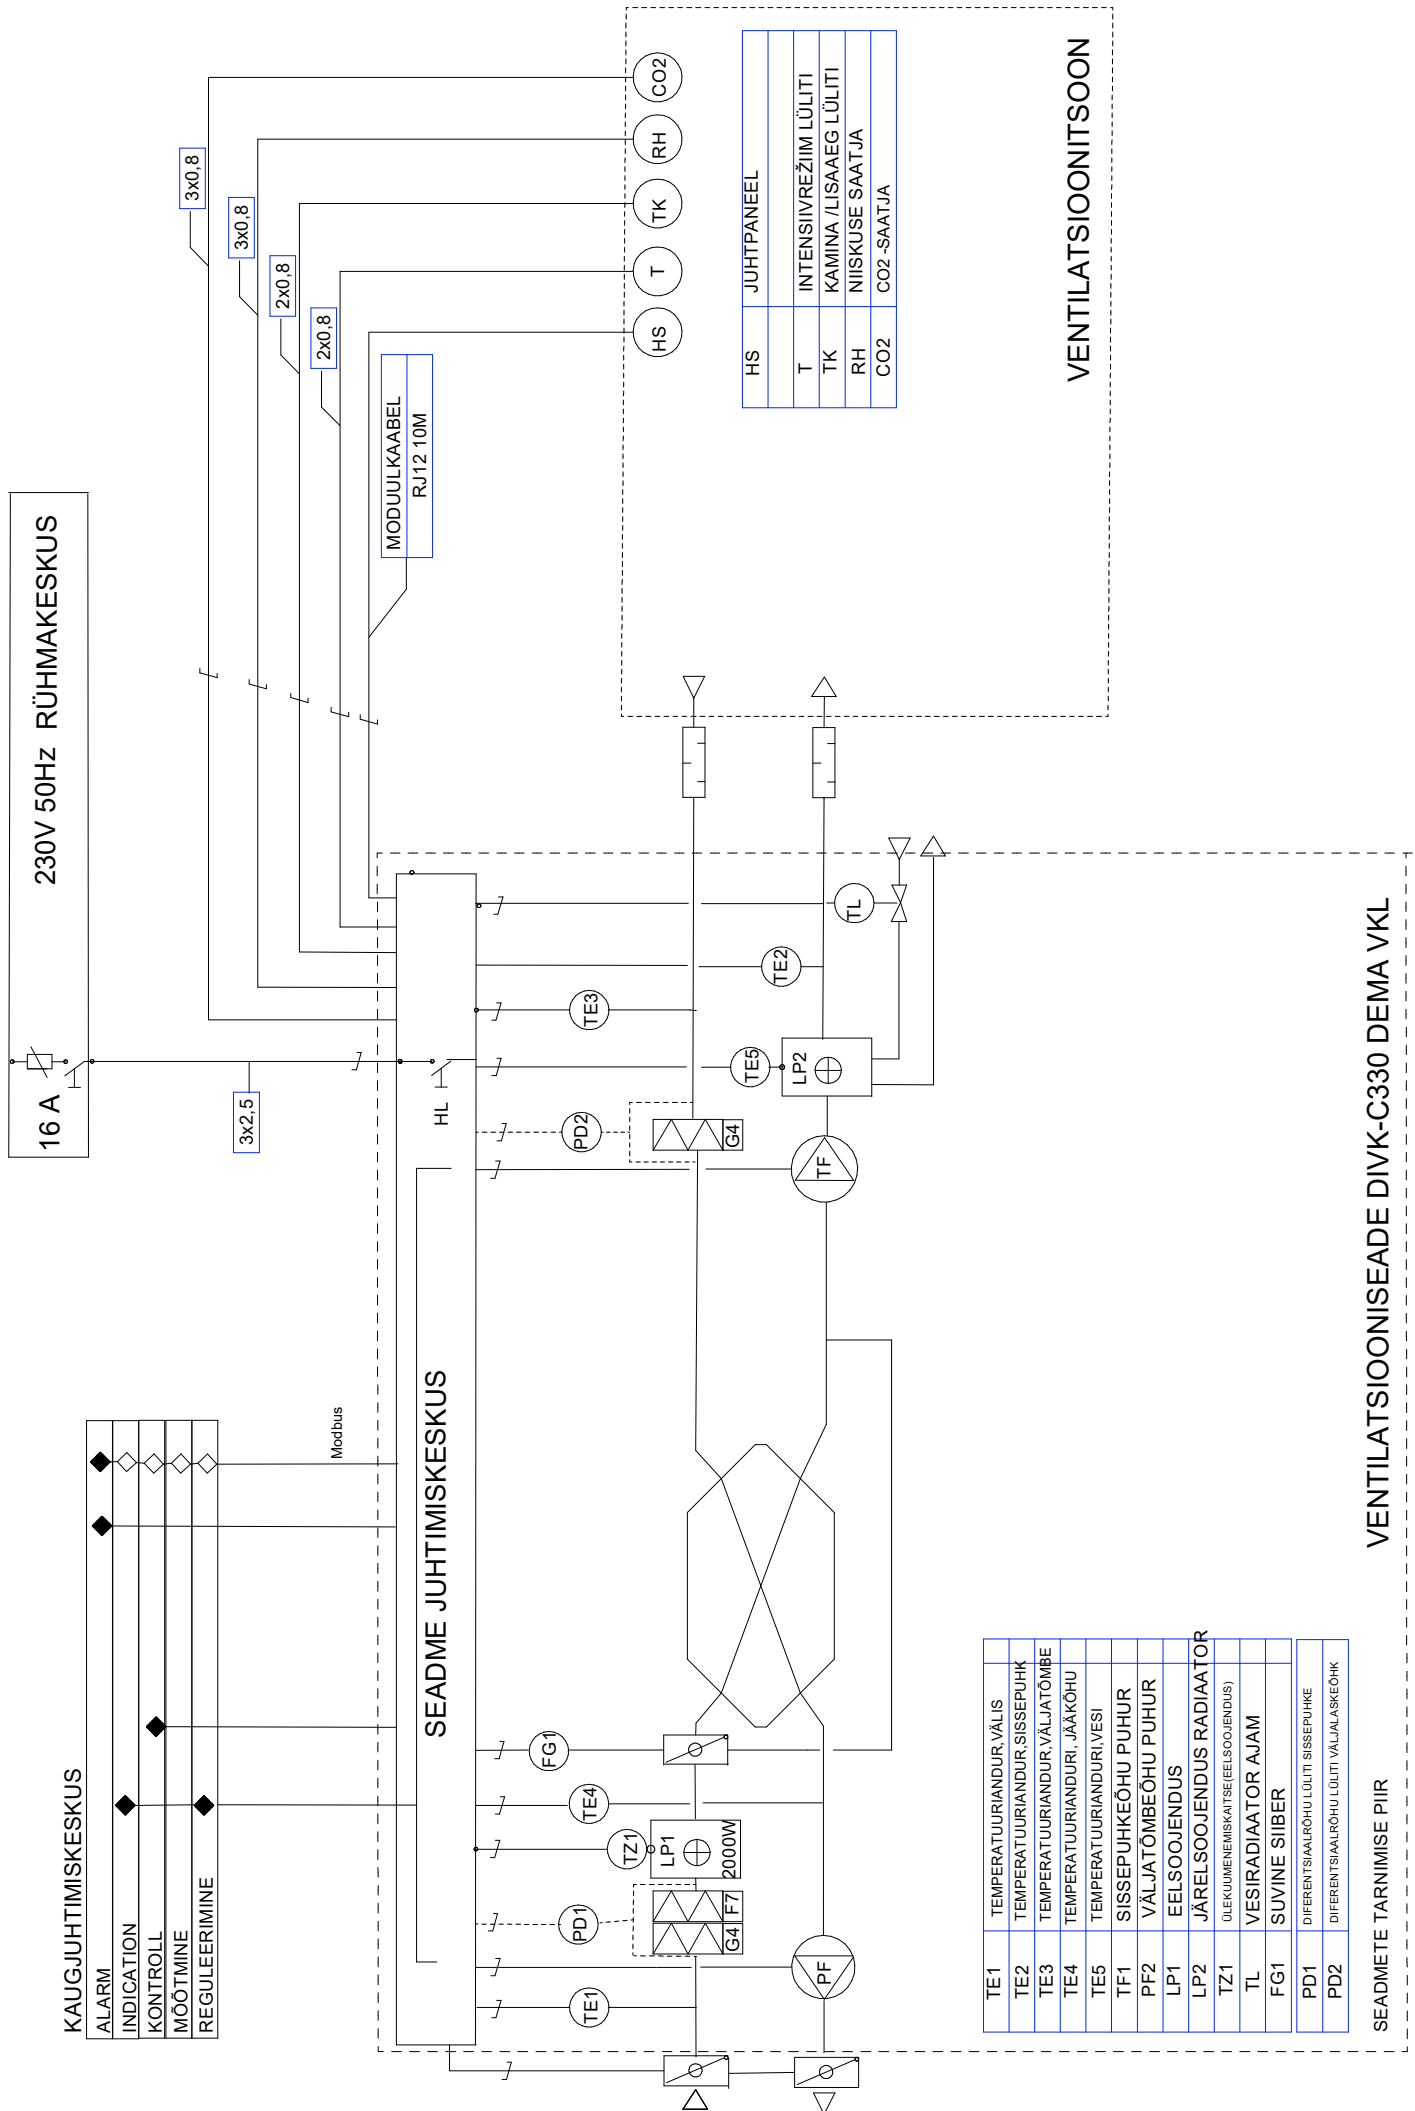 KAUGJUHTIMISKESKUS
ALARM
INDICATION
KONTROLL
MÕÕTMINE
REGULEERIMINE
Modbus
16 A
230V 50Hz RÜHMAKESKUS
3x2,5
3x0,8
3x0,8
2x0,8
2x0,8
MODUULKAABEL
RJ12 10M
CO2
RH
TK
T
HS
HS JUHTPANEEL
T INTENSIIVREŽIIM LÜLITI
TK KAMINA /LISAAEG LÜLITI
RH NIISKUSE SAATJA
CO2 CO2 -SAATJA
VENTILATSIOONITSOON
SEADME JUHTIMISKESKUS
HL
TE1
PD1
TZ1
TE4
FG1
PD2
TE5
TE3
TE2
TL
G4
F7
LP1
2000W
G4
LP2
PF
TF
TE1 TEMPERATUURIANDUR,VÄLIS
TE2 TEMPERATUURIANDUR,SISSEPUHK
TE3 TEMPERATUURIANDUR,VÄLJATÕMBE
TE4 TEMPERATUURIANDURI, JÄÄKÕHU
TE5 TEMPERATUURIANDURI,VESI
TF1 SISSEPUHKEÕHU PUHUR
PF2 VÄLJATÕMBEÕHU PUHUR
LP1 EELSOOJENDUS
LP2 JÄRELSOOJENDUS RADIAATOR
TZ1 ÜLEKUUMENEMISKAITSE(EELSOOJENDUS)
TL VESIRADIAATOR AJAM
FG1 SUVINE SIIBER
PD1 DIFERENTSIAALRÕHU LÜLITI SISSEPUHKE
PD2 DIFERENTSIAALRÕHU LÜLITI VÄLJALASKEÕHK
VENTILATSIOONISEADE DIVK-C330 DEMA VKL
SEADMETE TARNIMISE PIIR